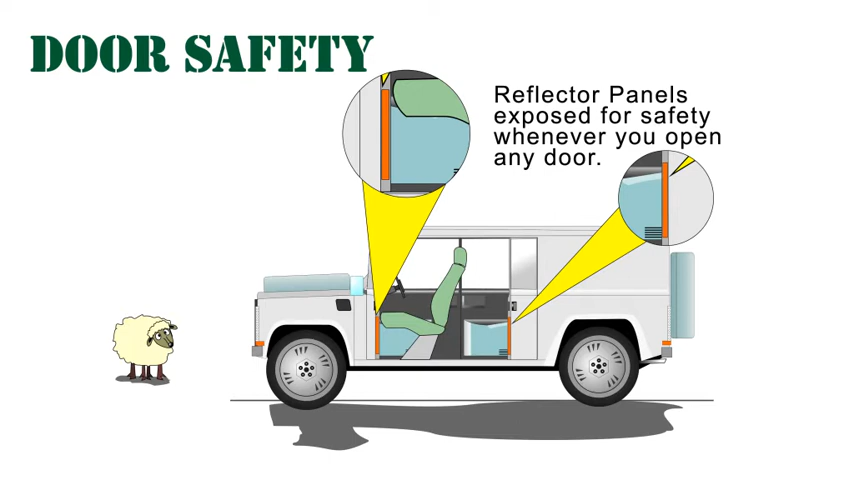 DOOR SAFETY
Reflector Panels
exposed for safety
whenever you open
any door.